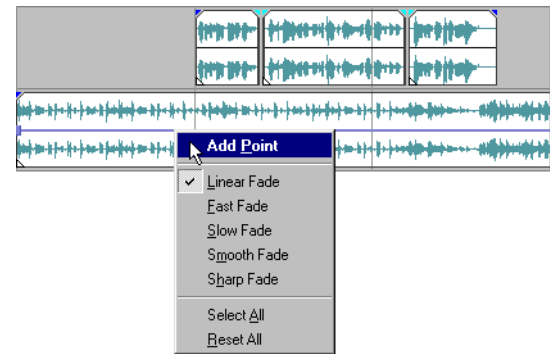 Add Point
Linear Fade
Fast Fade
Slow Fade
Smooth Fade
Sharp Fade
Select All
Reset All